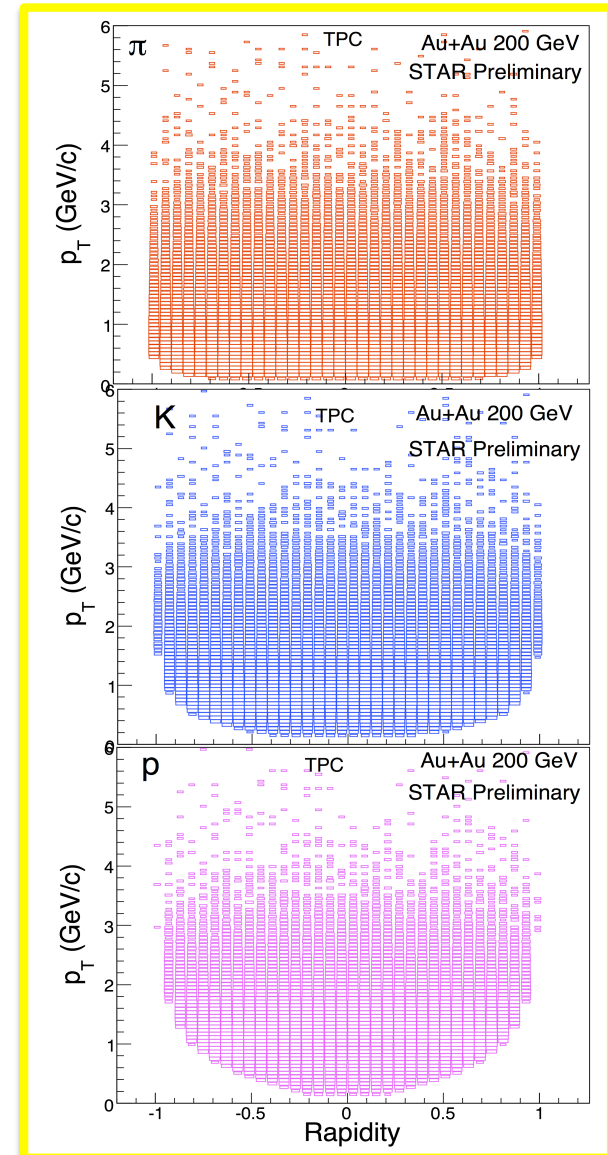 6
π
TPC
Au+Au 200 GeV
STAR Preliminary
5
4
3
2
1
0
p_T (GeV/c)
K
TPC
Au+Au 200 GeV
STAR Preliminary
5
4
3
2
1
p_T (GeV/c)
6
p
TPC
Au+Au 200 GeV
STAR Preliminary
5
4
3
2
1
0
p_T (GeV/c)
-1 -0.5 0 0.5 1
Rapidity